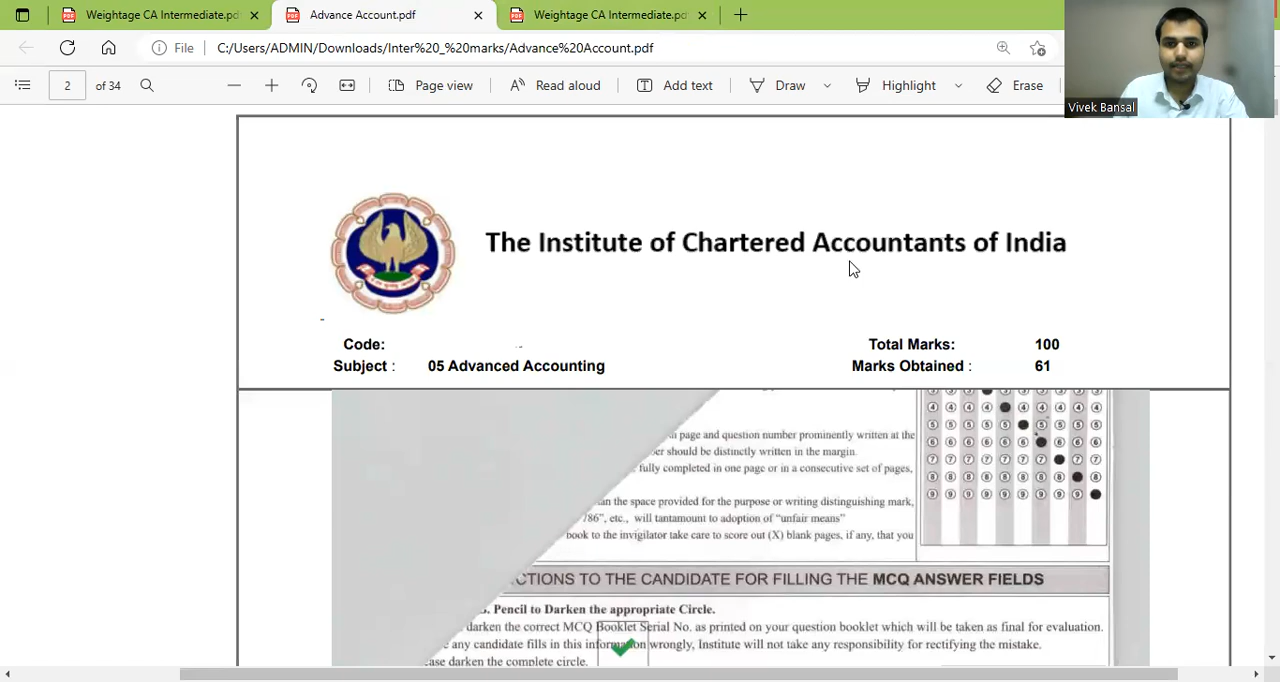 Weightage CA Intermediate.pd
Advance Account.pdf
Weightage CA Intermediate.p
File
C:/Users/ADMIN/Downloads/Inter%20_%20marks/Advance%20Account.pdf
2 of 34
Page view
Read aloud
Add text
Draw
Highlight
Erase
Vivek Bansal
The Institute of Chartered Accountants of India
Code:
Total Marks: 100
Subject : 05 Advanced Accounting
Marks Obtained : 61
page and question number prominently written at the
should be distinctly written in the margin.
fully completed in one page or in a consecutive set of pages,
an the space provided for the purpose or writing distinguishing mark,
786", etc., will tantamount to adoption of "unfair means"
book to the invigilator take care to score out (X) blank pages, if any, that you
CTIONS TO THE CANDIDATE FOR FILLING THE MCQ ANSWER FIELDS
. Pencil to Darken the appropriate Circle.
darken the correct MCQ Booklet Serial No. as printed on your question booklet which will be taken as final for evaluation.
any candidate fills in this information wrongly, Institute will not take any responsibility for rectifying the mistake.
ease darken the complete circle.